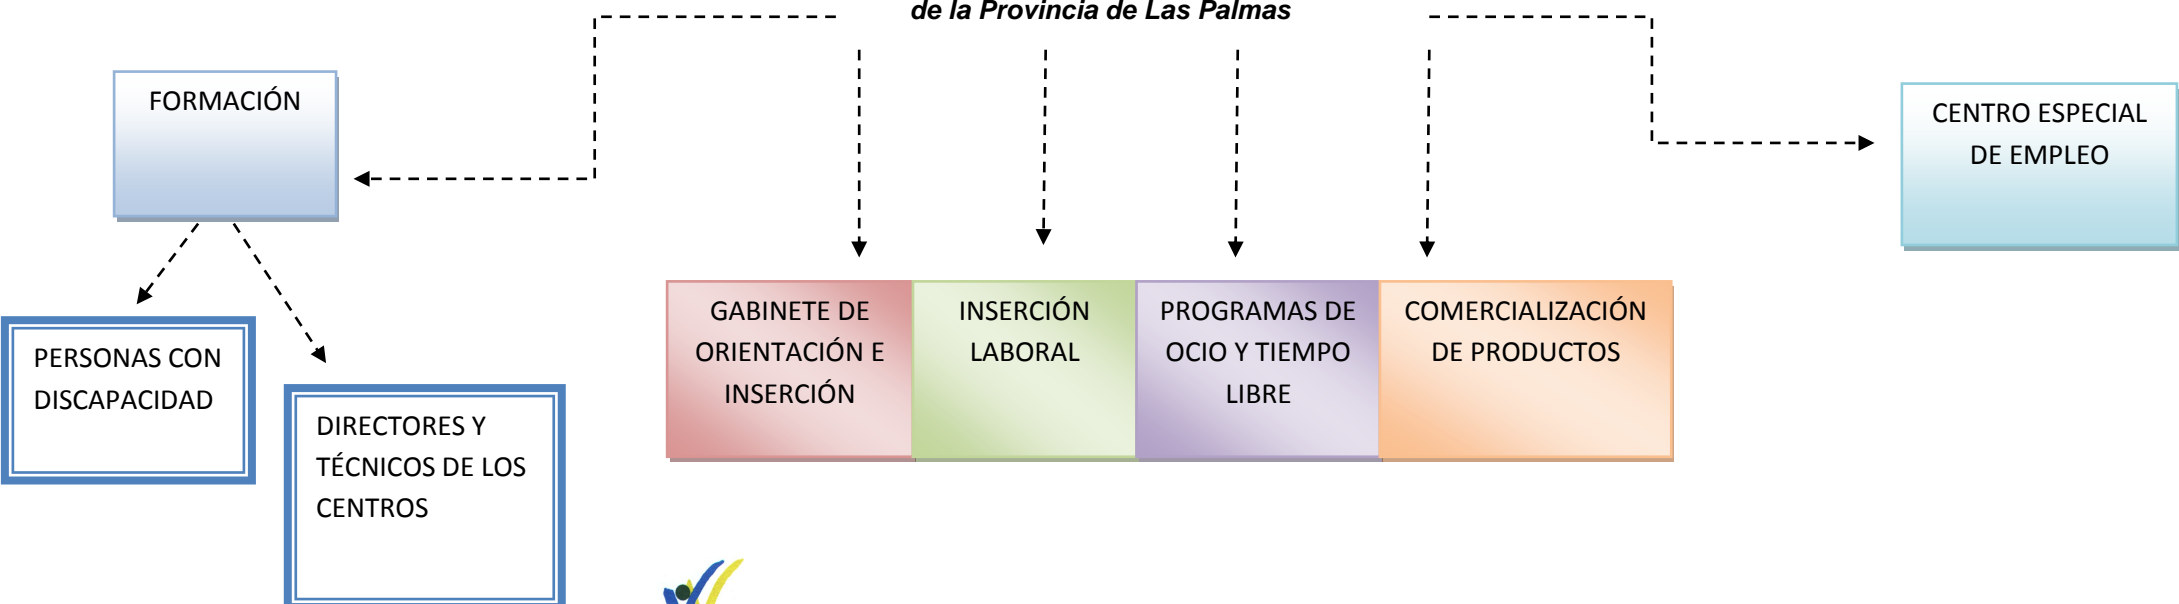 de la Provincia de Las Palmas
FORMACIÓN
CENTRO ESPECIAL
DE EMPLEO
GABINETE DE
ORIENTACIÓN E
INSERCIÓN
INSERCIÓN
LABORAL
PROGRAMAS DE
OCIO Y TIEMPO
LIBRE
COMERCIALIZACIÓN
DE PRODUCTOS
PERSONAS CON
DISCAPACIDAD
DIRECTORES Y
TÉCNICOS DE LOS
CENTROS